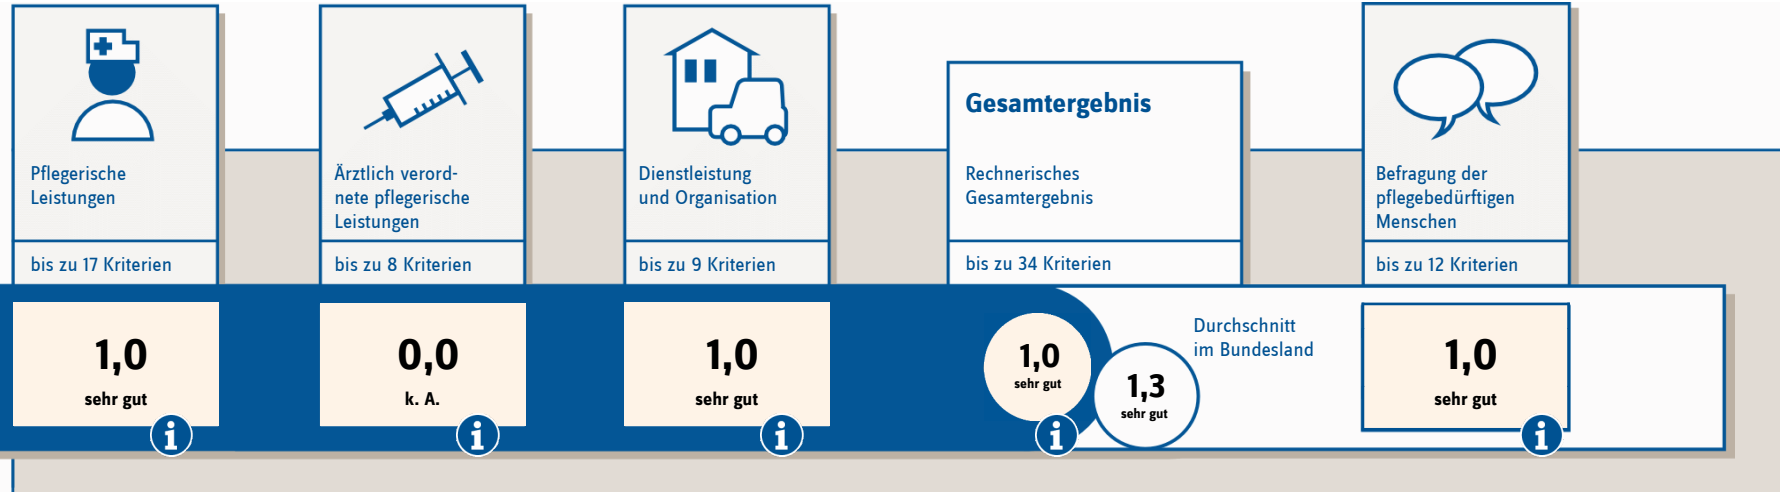 Pflegerische
Leistungen
bis zu 17 Kriterien
1,0
sehr gut
i
Ärztlich verord-
nete pflegerische
Leistungen
bis zu 8 Kriterien
0,0
k. A.
i
Dienstleistung
und Organisation
bis zu 9 Kriterien
1,0
sehr gut
i
Gesamtergebnis
Rechnerisches
Gesamtergebnis
bis zu 34 Kriterien
1,0
sehr gut
i
Durchschnitt
im Bundesland
1,3
sehr gut
Befragung der
pflegebedürftigen
Menschen
bis zu 12 Kriterien
1,0
sehr gut
i